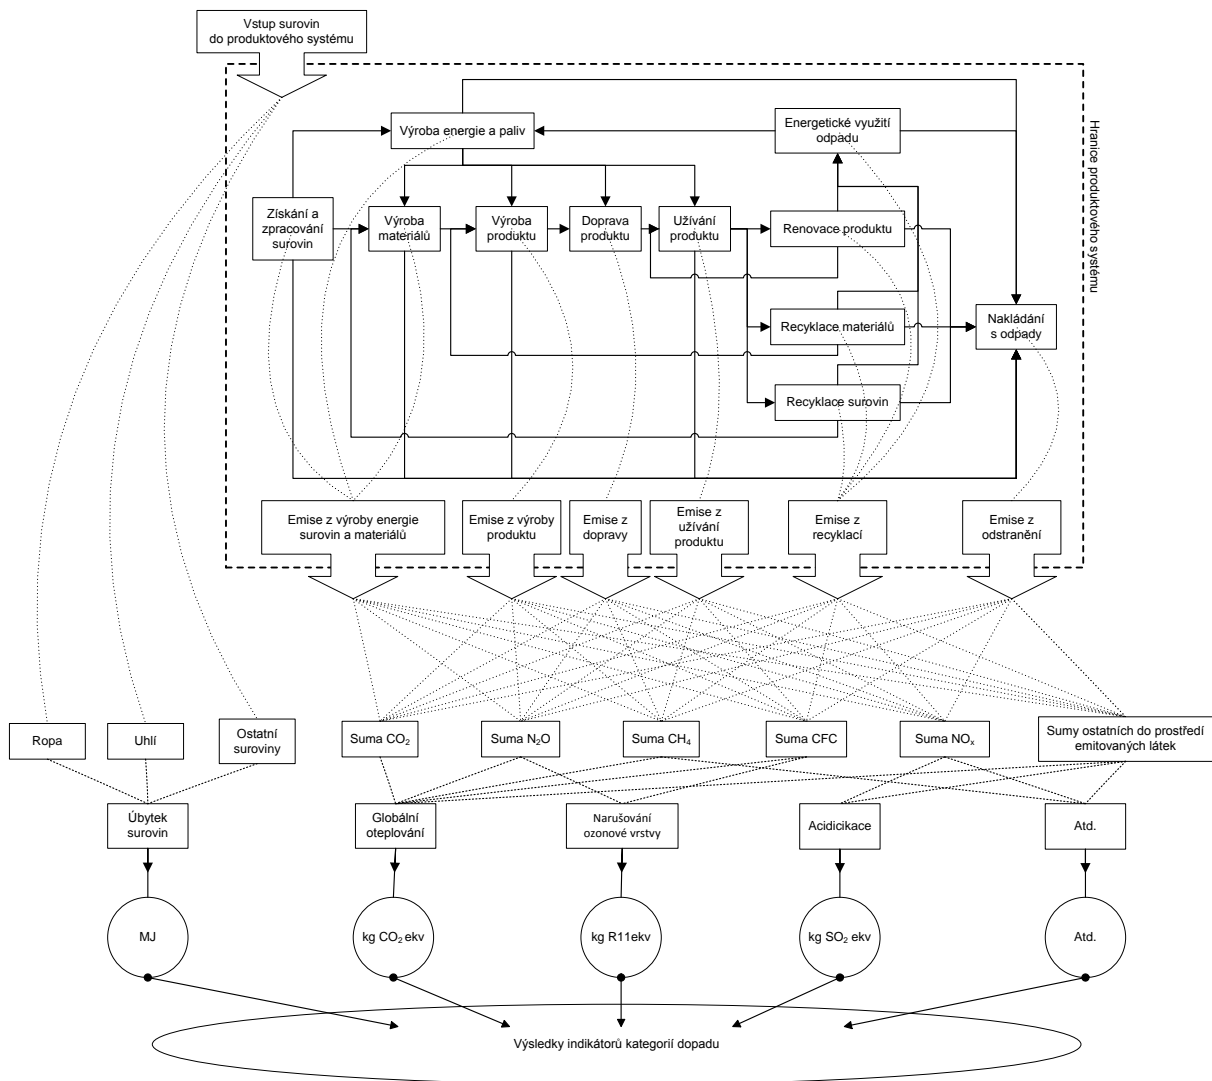 Vstup surovin
do produktového systému
Hranice produktového systému
Výroba energie a paliv
Energetické využití
odpadu
Získání a
zpracování
surovin
Výroba
materiálů
Výroba
produktu
Doprava
produktu
Užívání
produktu
Renovace produktu
Recyklace materiálů
Nakládání
s odpady
Recyklace surovin
Emise z výroby energie
surovin a materiálů
Emise z výroby
produktu
Emise z
dopravy
Emise z
užívání
produktu
Emise z
recyklací
Emise z
odstranění
Ropa
Uhlí
Ostatní
suroviny
Suma CO₂
Suma N₂O
Suma CH₄
Suma CFC
Suma NOₓ
Sumy ostatních do prostředí
emitovaných látek
Úbytek
surovin
Globální
oteplování
Narušování
ozonové vrstvy
Acidicikace
Atd.
MJ
kg CO₂ ekv
kg R11ekv
kg SO₂ ekv
Atd.
Výsledky indikátorů kategorií dopadu